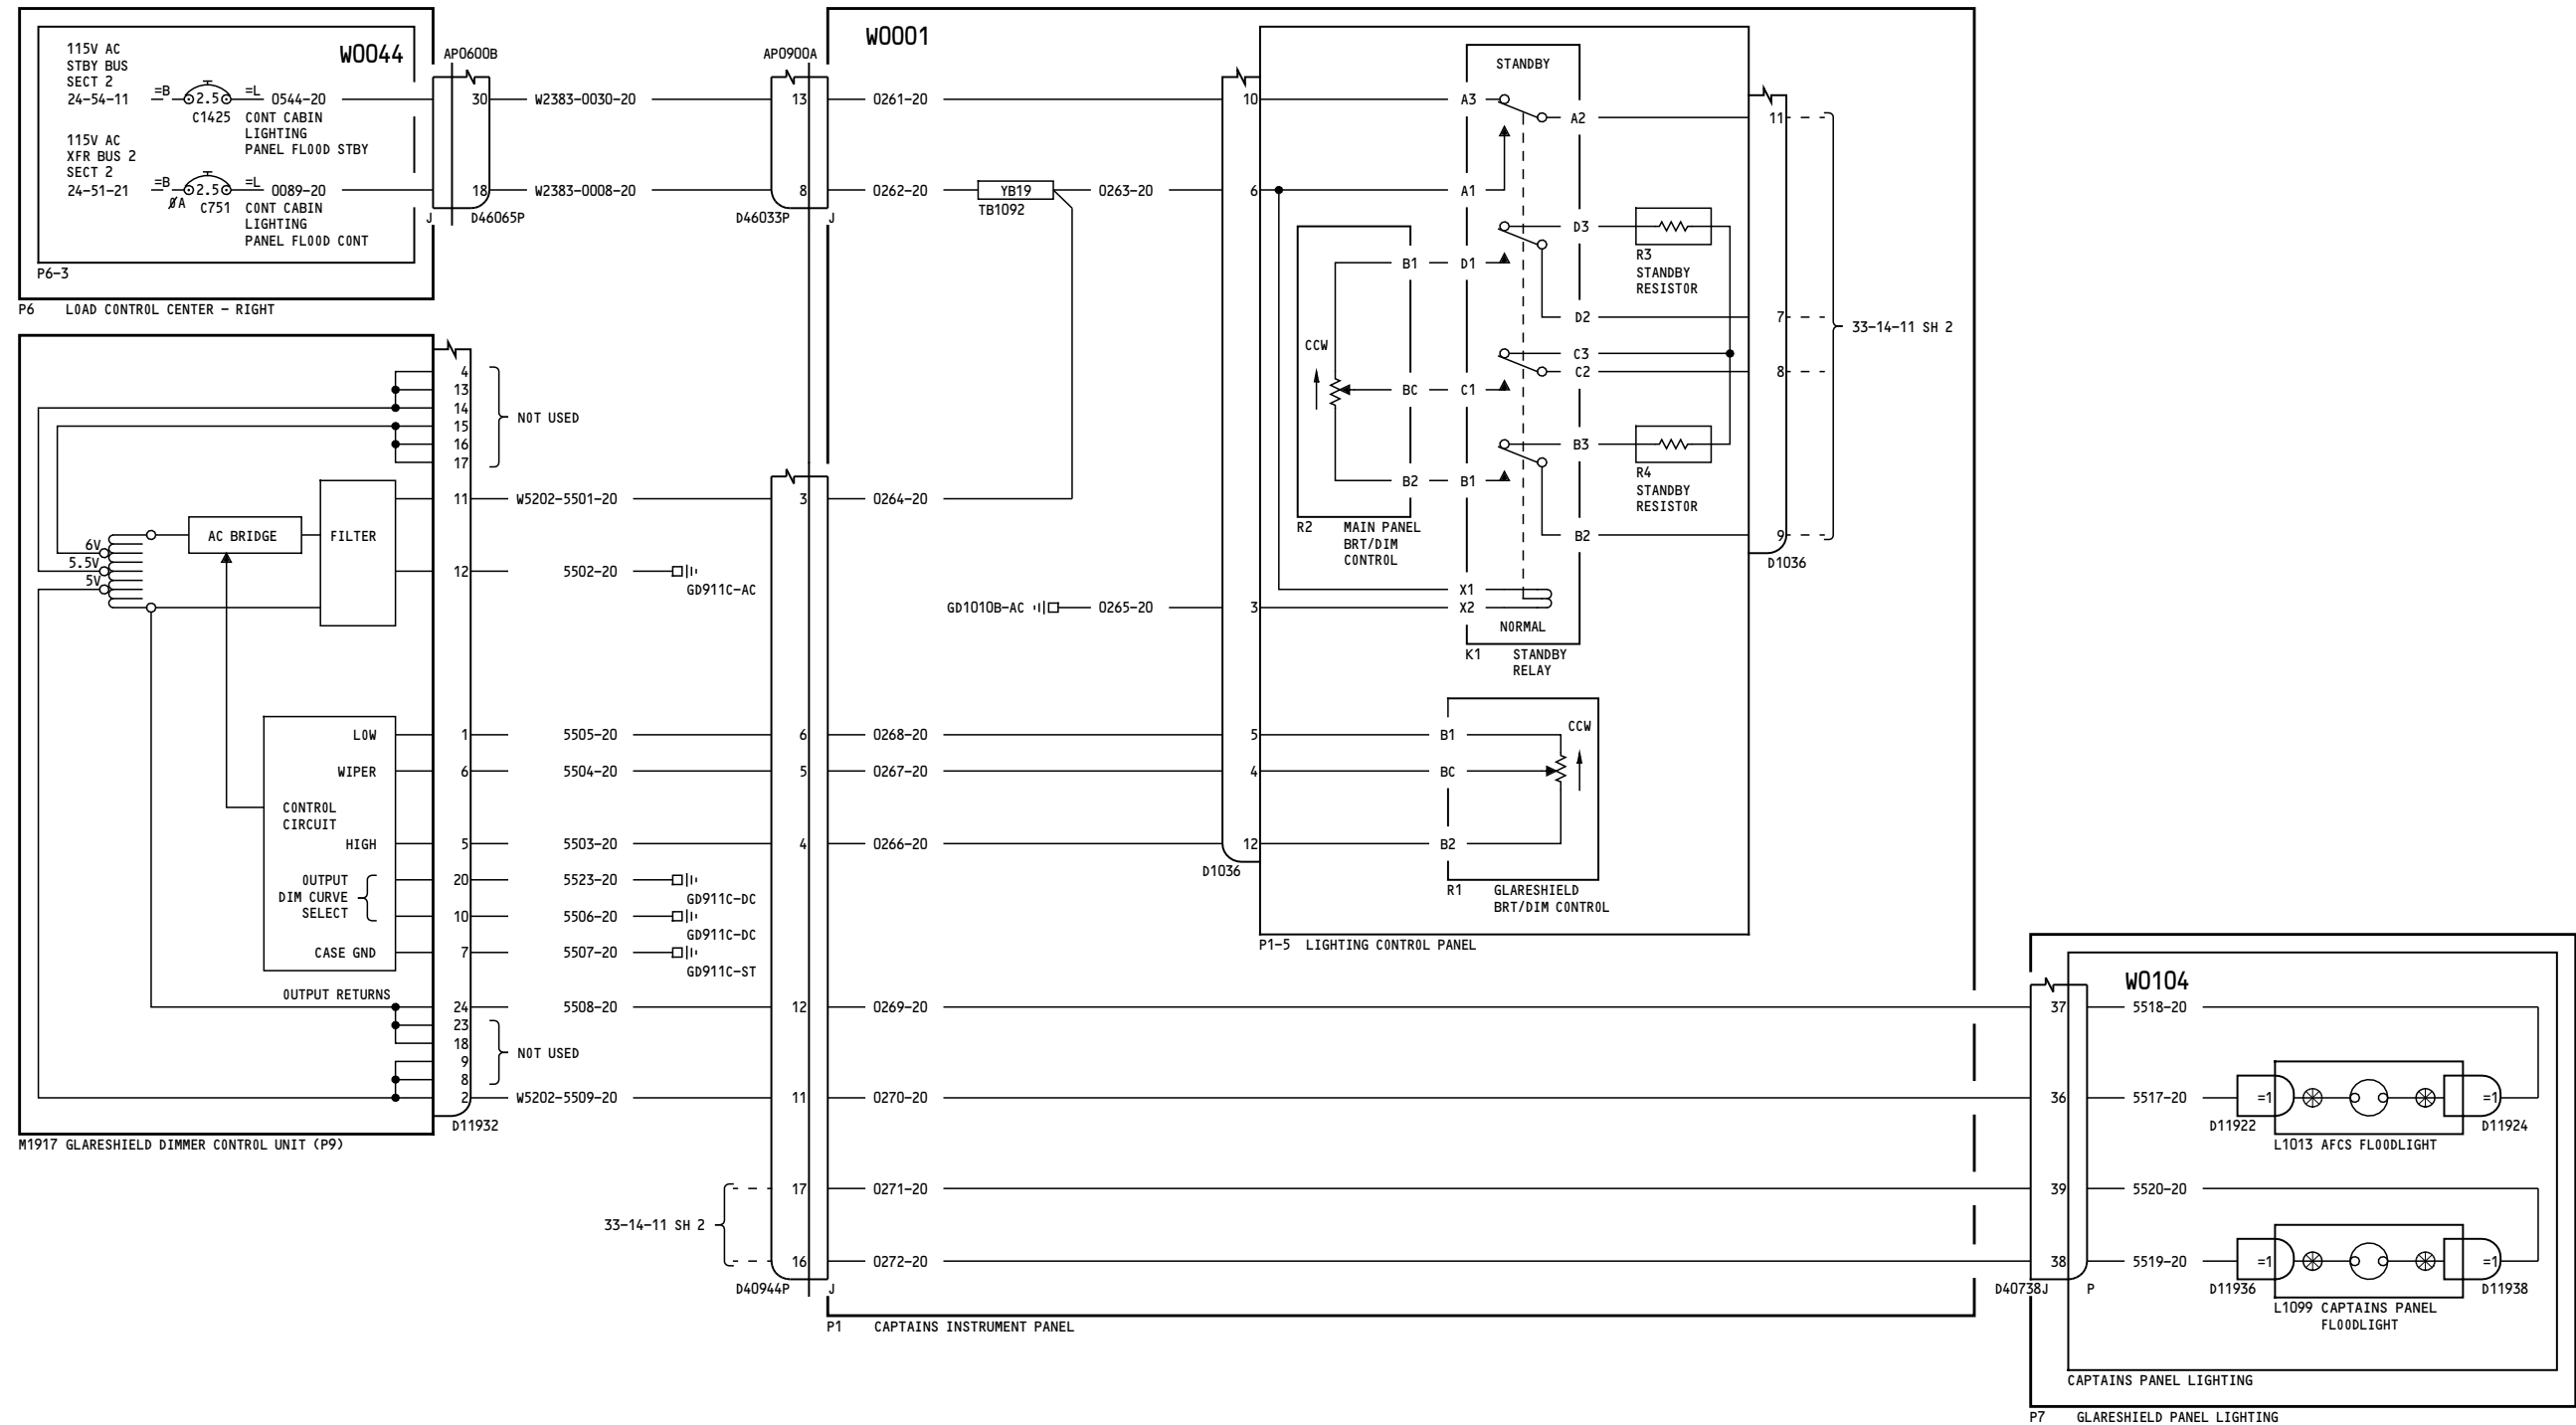 W0044
115V AC
STBY BUS
SECT 2
24-54-11
=B
2.5
=L
0544-20
C1425
CONT CABIN
LIGHTING
PANEL FLOOD STBY
115V AC
XFR BUS 2
SECT 2
24-51-21
=B
2.5
=L
0089-20
ØA
C751
CONT CABIN
LIGHTING
PANEL FLOOD CONT
P6-3
P6 LOAD CONTROL CENTER - RIGHT
AP0600B
30
18
J
D46065P
W2383-0030-20
W2383-0008-20
AP0900A
13
8
D46033P
J
W0001
0261-20
0262-20
YB19
TB1092
0263-20
0264-20
10
6
3
GD1010B-AC
0265-20
STANDBY
A3
A2
A1
D3
D1
D2
C3
C2
C1
B3
B1
B2
X1
X2
NORMAL
K1 STANDBY
RELAY
B1
CCW
BC
B2
R2 MAIN PANEL
BRT/DIM
CONTROL
R3
STANDBY
RESISTOR
R4
STANDBY
RESISTOR
11
7
8
9
D1036
33-14-11 SH 2
4
13
14
15
16
17
NOT USED
11
W5202-5501-20
3
12
5502-20
GD911C-AC
AC BRIDGE
FILTER
6V
5.5V
5V
LOW
WIPER
CONTROL
CIRCUIT
HIGH
OUTPUT
DIM CURVE
SELECT
CASE GND
OUTPUT RETURNS
1
5505-20
6
0268-20
5
B1
6
5504-20
5
0267-20
4
BC
5
5503-20
4
0266-20
12
B2
CCW
D1036
R1 GLARESHIELD
BRT/DIM CONTROL
P1-5 LIGHTING CONTROL PANEL
20
5523-20
GD911C-DC
10
5506-20
GD911C-DC
7
5507-20
GD911C-ST
24
5508-20
12
0269-20
23
18
9
8
NOT USED
2
W5202-5509-20
11
0270-20
D11932
M1917 GLARESHIELD DIMMER CONTROL UNIT (P9)
33-14-11 SH 2
17
0271-20
16
0272-20
D40944P
J
P1 CAPTAINS INSTRUMENT PANEL
W0104
37
5518-20
36
5517-20
=1
=1
D11922
D11924
L1013 AFCS FLOODLIGHT
39
5520-20
38
5519-20
=1
=1
D40738J
P
D11936
D11938
L1099 CAPTAINS PANEL
FLOODLIGHT
CAPTAINS PANEL LIGHTING
P7 GLARESHIELD PANEL LIGHTING